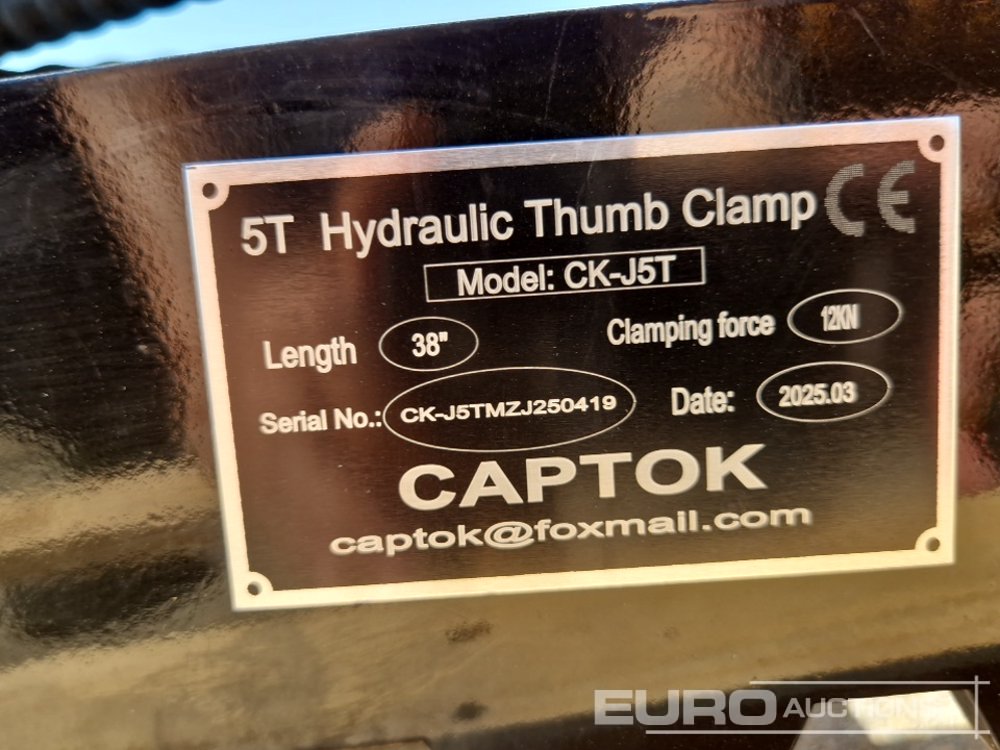 5T Hydraulic Thumb Clamp CE
Model: CK-J5T
Length 38" Clamping force 12KN
Serial No.: CK-J5TMZJ250419 Date: 2025.03
CAPTOK
captok@foxmail.com
EURO AUCTIONS